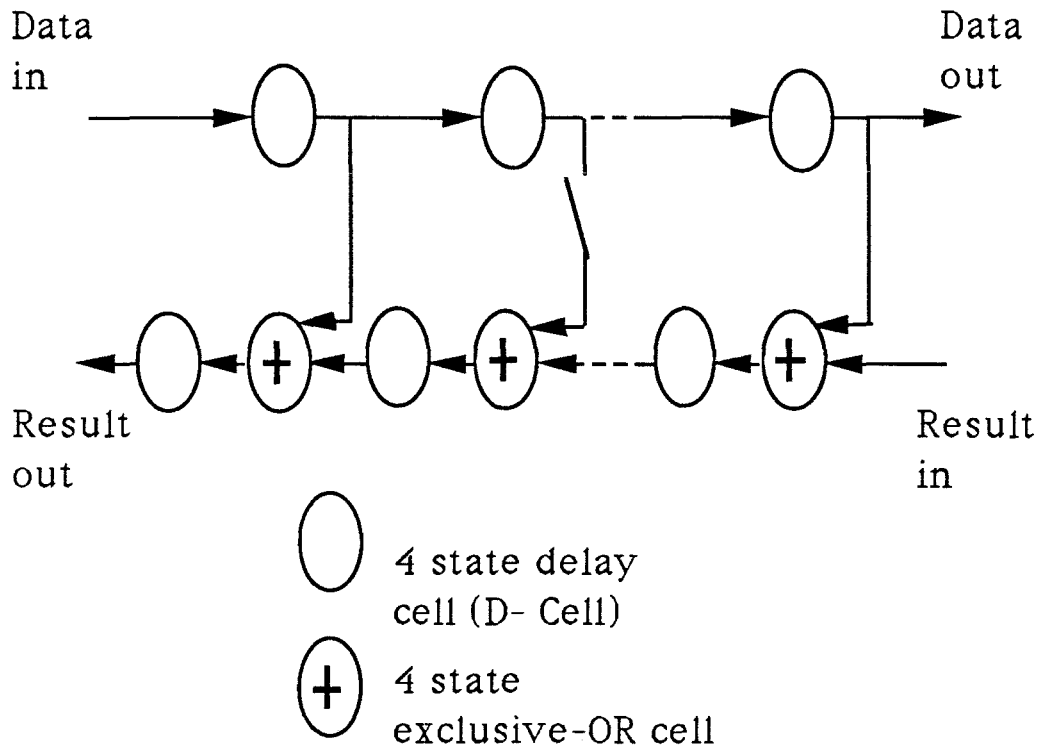 Data
in
Data
out
+
+
+
Result
out
Result
in
4 state delay
cell (D- Cell)
+
4 state
exclusive-OR cell